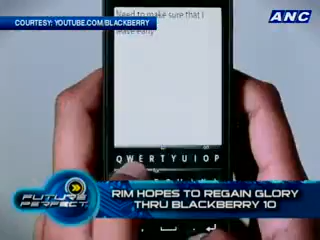 COURTESY: YOUTUBE.COM/BLACKBERRY
ANC
Need to make sure that I
leave early
Q W E R T Y U I O P
FUTURE
PERFECT
RIM HOPES TO REGAIN GLORY
THRU BLACKBERRY 10